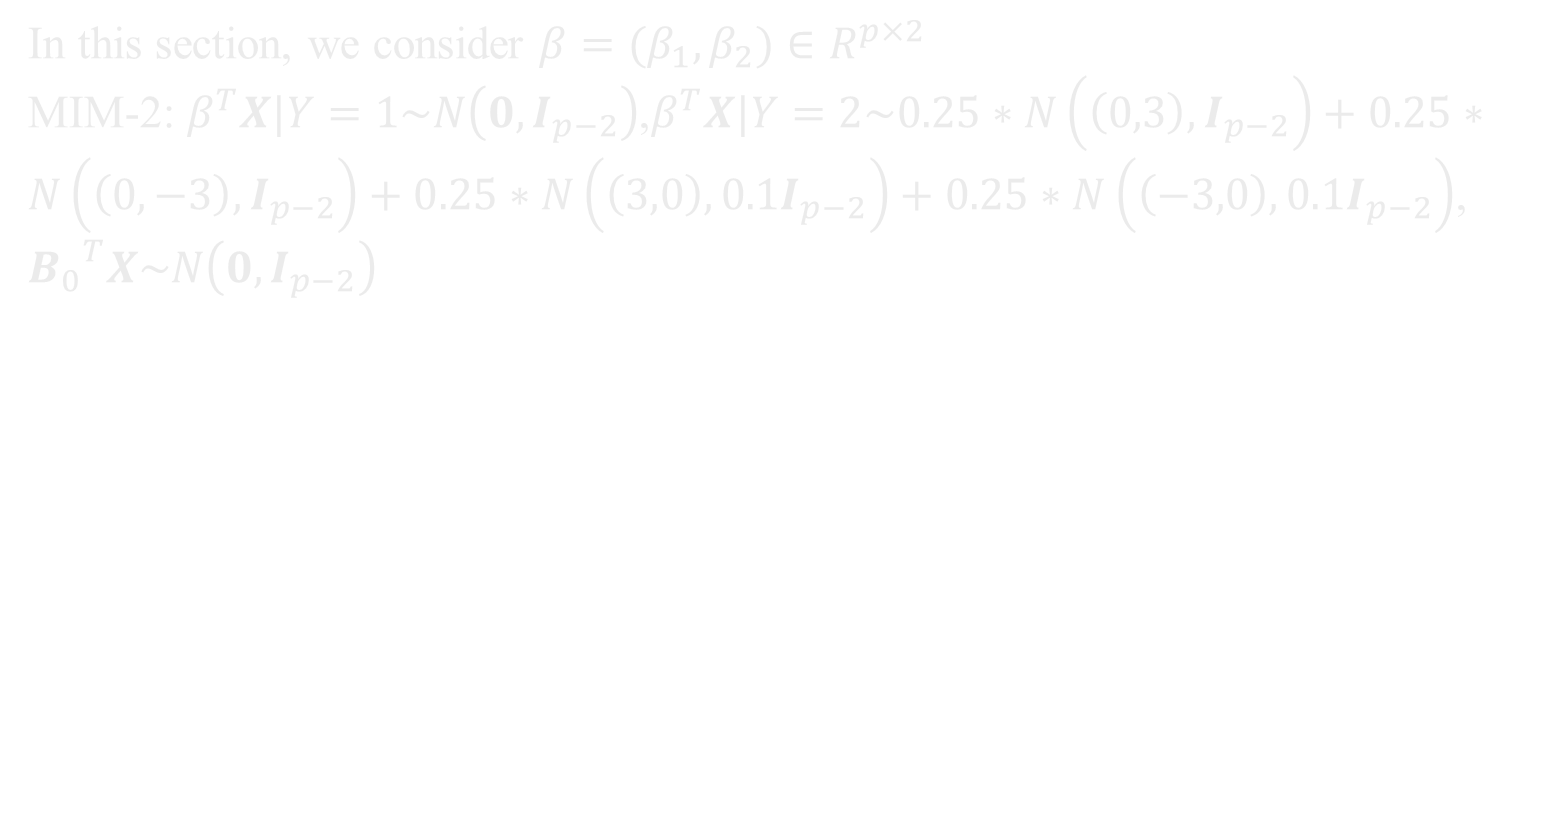 In this section, we consider β = (β₁, β₂) ∈ R^{p×2}
MIM-2: β^T X|Y = 1~N(0, I_{p−2}),β^T X|Y = 2~0.25 * N((0,3), I_{p−2}) + 0.25 *
N((0, −3), I_{p−2}) + 0.25 * N((3,0), 0.1I_{p−2}) + 0.25 * N((−3,0), 0.1I_{p−2}),
B₀^T X~N(0, I_{p−2})